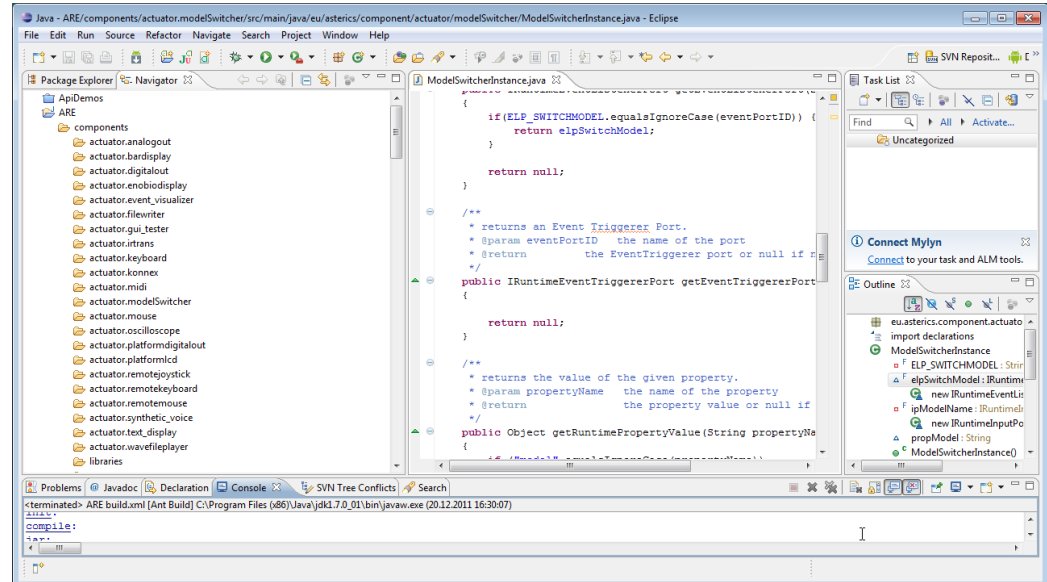 Java - ARE/components/actuator.modelSwitcher/src/main/java/eu/asterics/component/actuator/modelSwitcher/ModelSwitcherInstance.java - Eclipse
File Edit Run Source Refactor Navigate Search Project Window Help
SVN Reposit...
Package Explorer Navigator
ApiDemos
ARE
components
actuator.analogout
actuator.bardisplay
actuator.digitalout
actuator.enobiodisplay
actuator.event_visualizer
actuator.filewriter
actuator.gui_tester
actuator.irtrans
actuator.keyboard
actuator.konnex
actuator.midi
actuator.modelSwitcher
actuator.mouse
actuator.oscilloscope
actuator.platformdigitalout
actuator.platformlcd
actuator.remotejoystick
actuator.remotekeyboard
actuator.remotemouse
actuator.synthetic_voice
actuator.text_display
actuator.wavefileplayer
libraries
ModelSwitcherInstance.java
{
if(ELP_SWITCHMODEL.equalsIgnoreCase(eventPortID)) {
return elpSwitchModel;
}
return null;
}
/**
* returns an Event Triggerer Port.
* @param eventPortID the name of the port
* @return the EventTriggerer port or null if n
*/
public IRuntimeEventTriggererPort getEventTriggererPort
{
return null;
}
/**
* returns the value of the given property.
* @param propertyName the name of the property
* @return the property value or null if
*/
public Object getRuntimePropertyValue(String propertyNa
{
if ("model".equalsIgnoreCase(propertyName))
Task List
Find All Activate...
Uncategorized
Connect Mylyn
Connect to your task and ALM tools.
Outline
eu.asterics.component.actuato
import declarations
ModelSwitcherInstance
F ELP_SWITCHMODEL : Strin
F elpSwitchModel : IRuntime
new IRuntimeEventLis
F ipModelName : IRuntimeIn
new IRuntimeInputPo
propModel : String
C ModelSwitcherInstance()
Problems @ Javadoc Declaration Console SVN Tree Conflicts Search
<terminated> ARE build.xml [Ant Build] C:\Program Files (x86)\Java\jdk1.7.0_01\bin\javaw.exe (20.12.2011 16:30:07)
init:
compile:
jar: